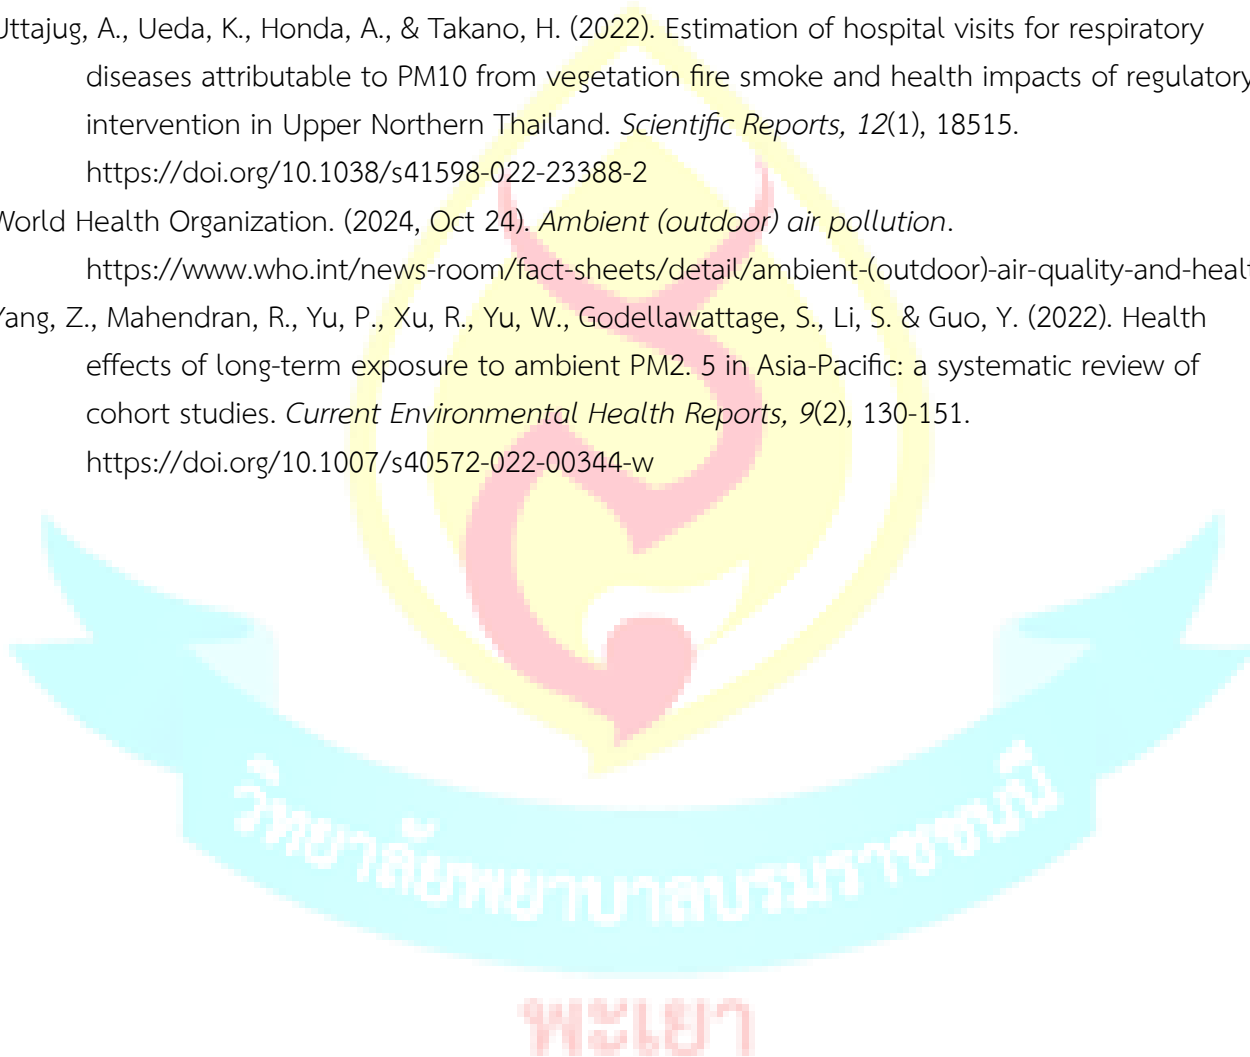 Uttajug, A., Ueda, K., Honda, A., & Takano, H. (2022). Estimation of hospital visits for respiratory
diseases attributable to PM10 from vegetation fire smoke and health impacts of regulatory
intervention in Upper Northern Thailand. Scientific Reports, 12(1), 18515.
https://doi.org/10.1038/s41598-022-23388-2
World Health Organization. (2024, Oct 24). Ambient (outdoor) air pollution.
https://www.who.int/news-room/fact-sheets/detail/ambient-(outdoor)-air-quality-and-healt
Yang, Z., Mahendran, R., Yu, P., Xu, R., Yu, W., Godellawattage, S., Li, S. & Guo, Y. (2022). Health
effects of long-term exposure to ambient PM2. 5 in Asia-Pacific: a systematic review of
cohort studies. Current Environmental Health Reports, 9(2), 130-151.
https://doi.org/10.1007/s40572-022-00344-w
วิทยาลัยพยาบาลบรมราชชนนี
พะเยา